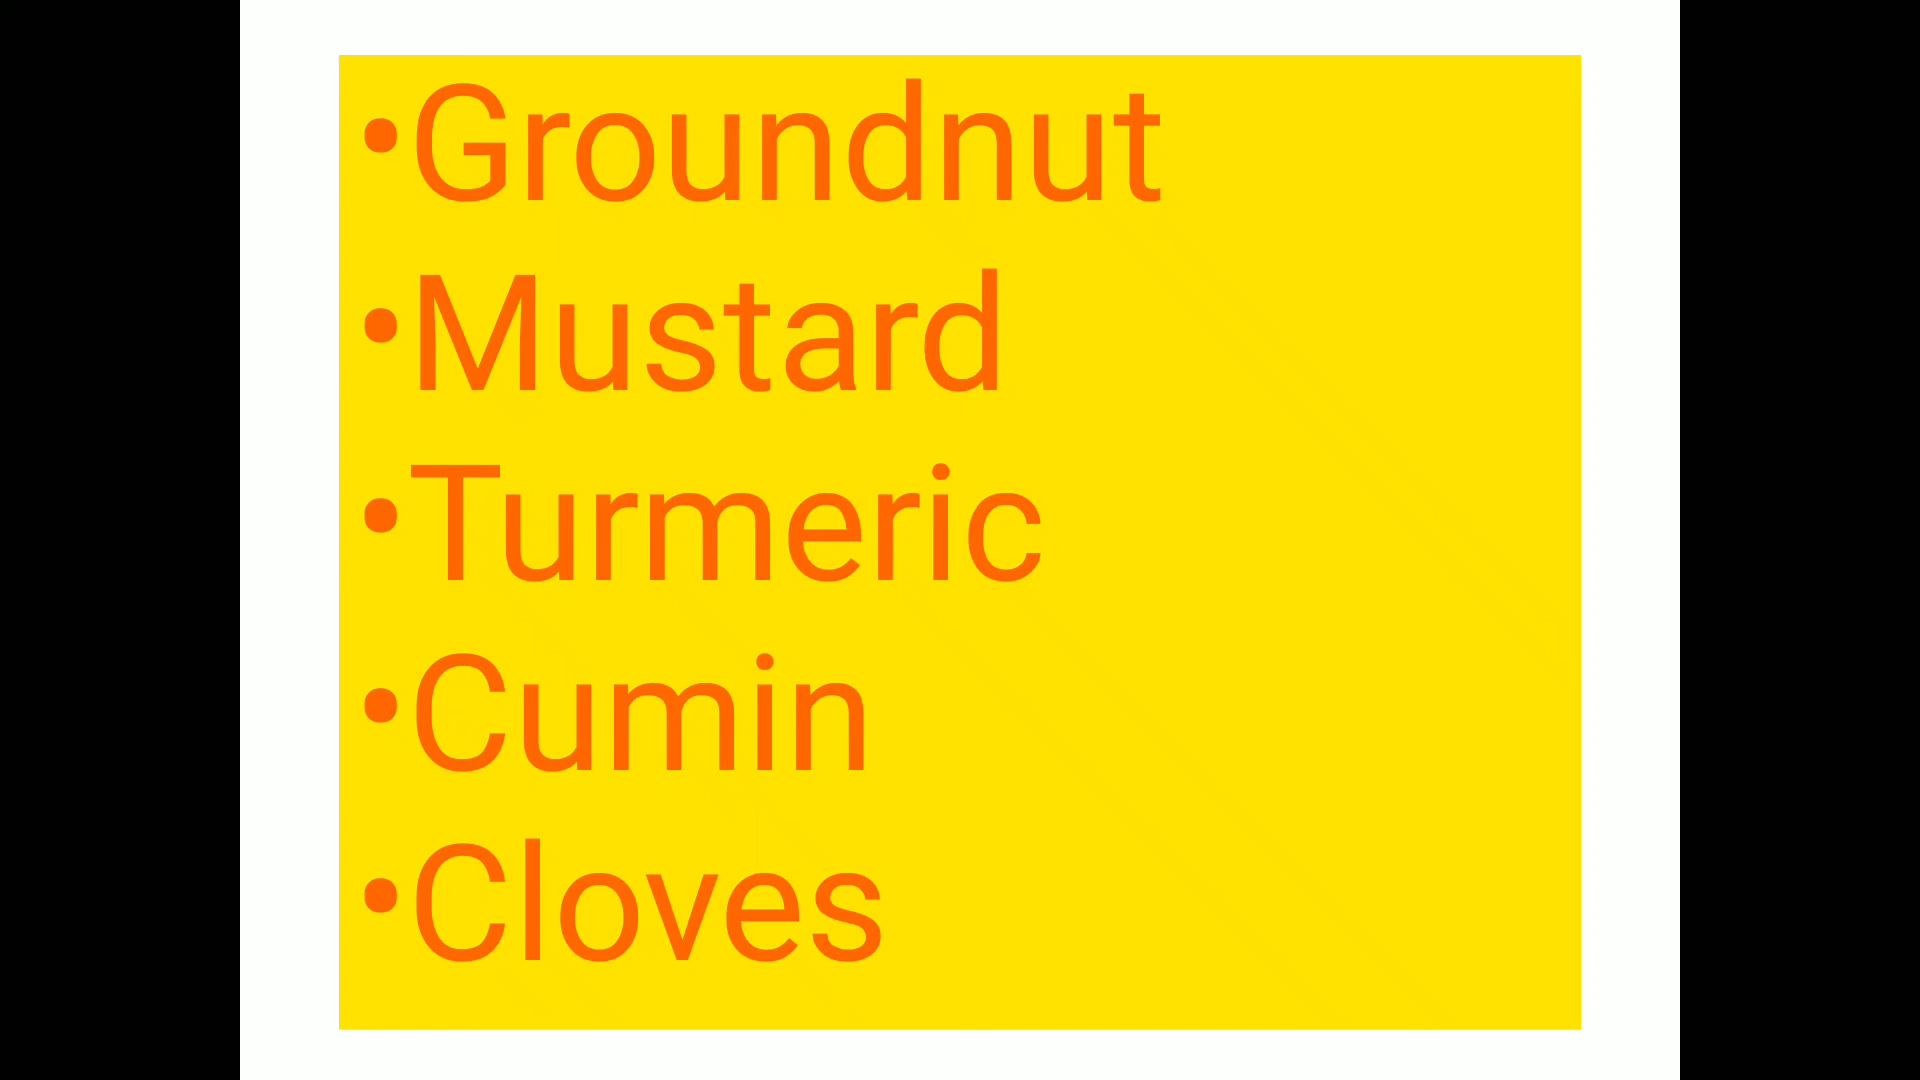 •Groundnut
•Mustard
•Turmeric
•Cumin
•Cloves